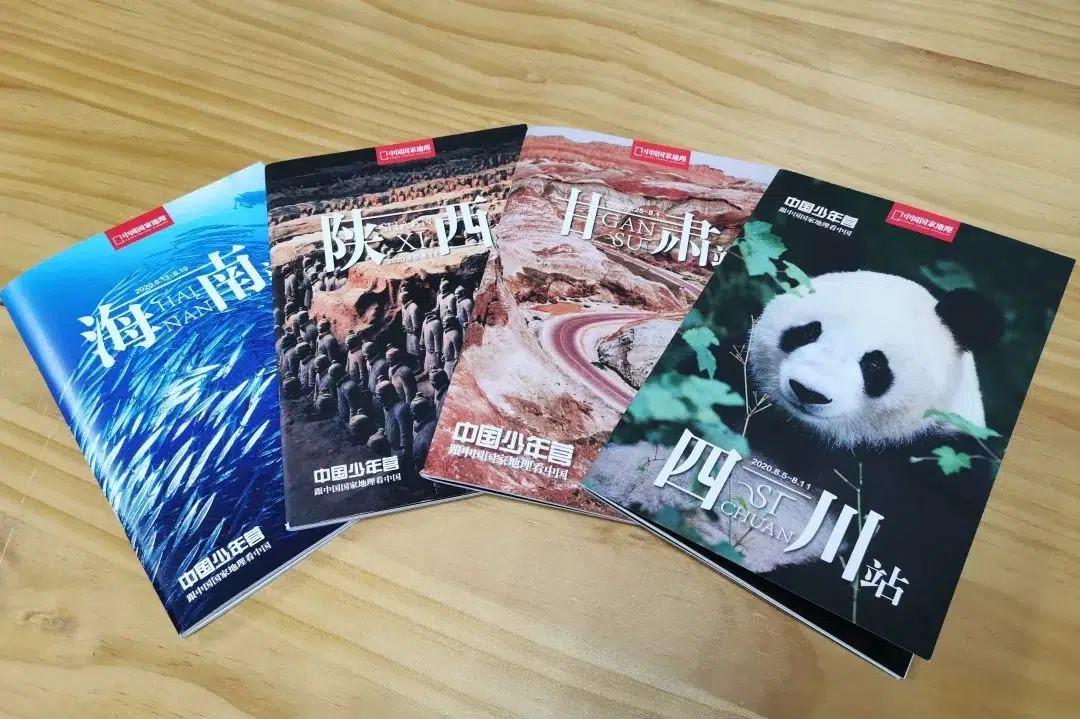 中国国家地理
2020.8.13-8.19
海南
HAI
NAN
中国少年营
跟中国国家地理看中国
中国国家地理
陕西
XI
中国少年营
跟中国国家地理看中国
中国国家地理
甘肃
GAN
SU
中国少年营
跟中国国家地理看中国
中国少年营
跟中国国家地理看中国
中国国家地理
2020.8.5-8.11
四川站
SI
CHUAN